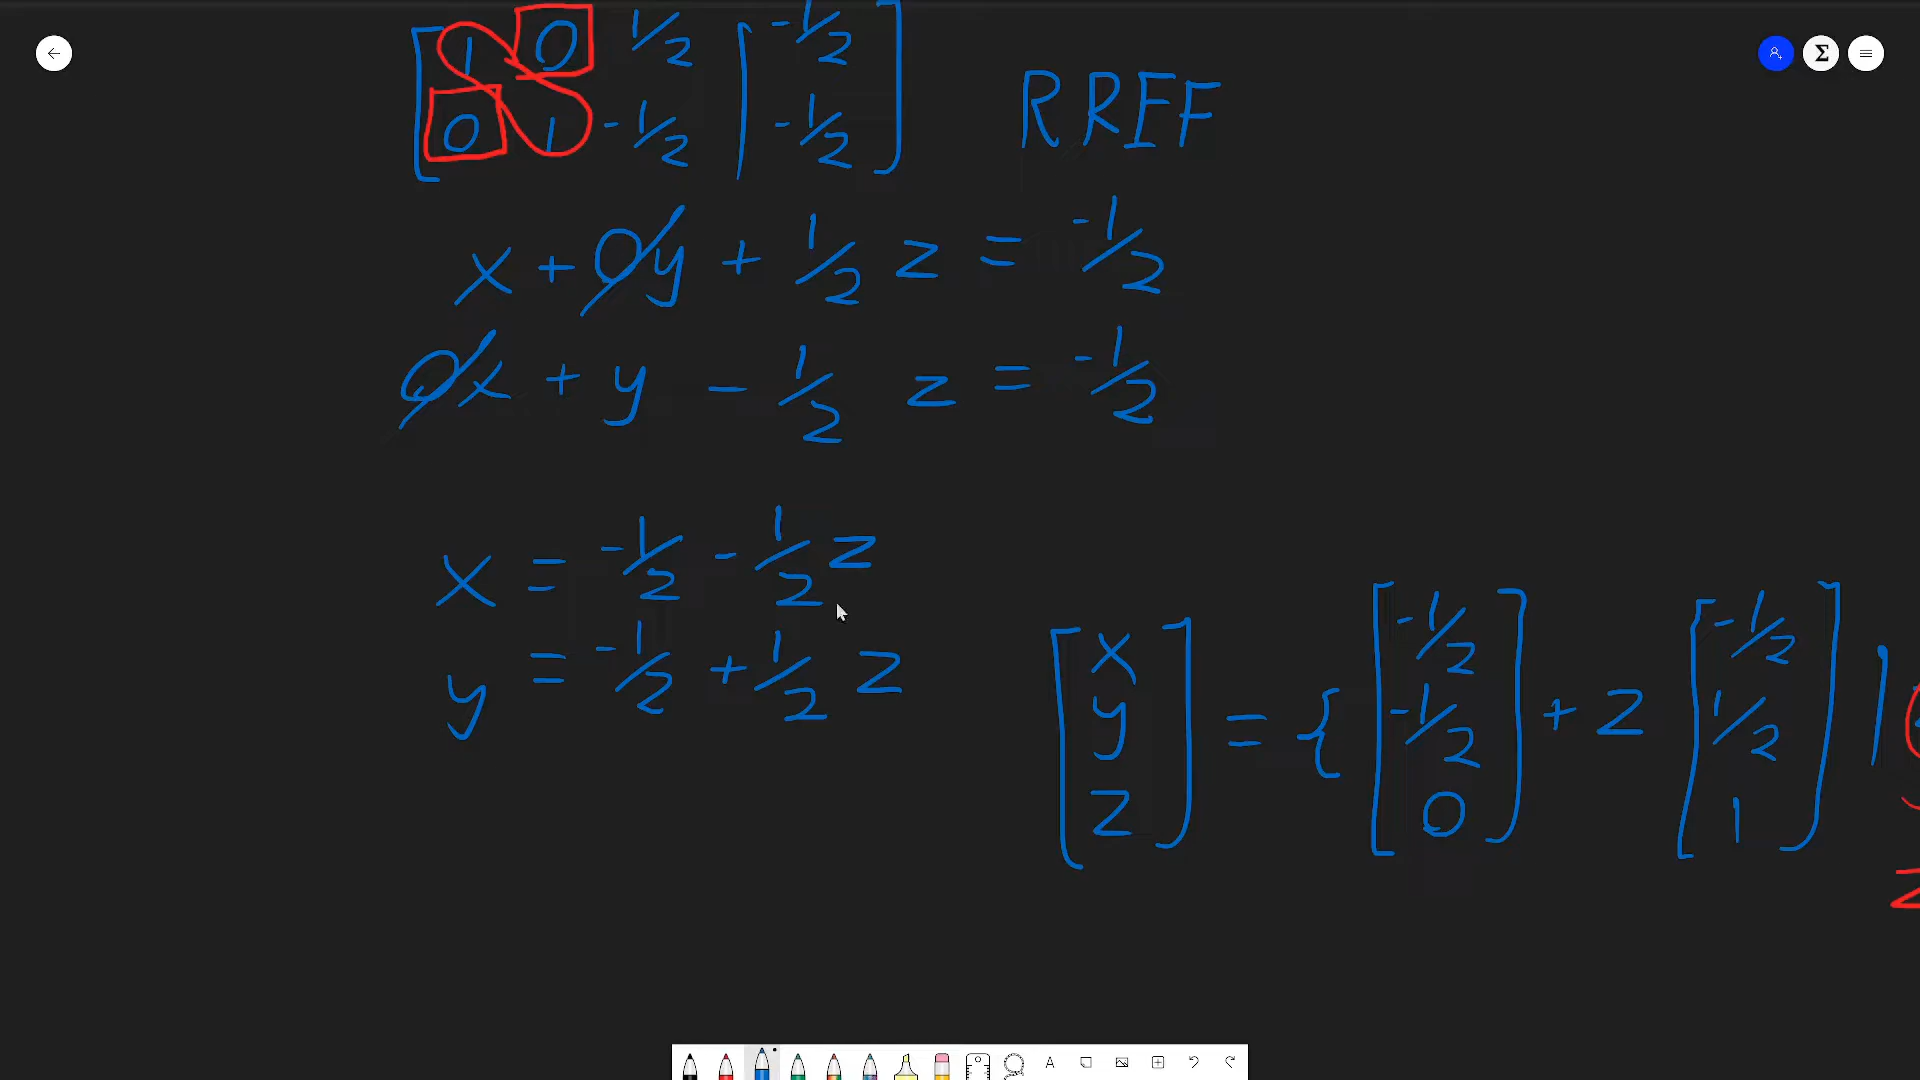 [1 0 1/2 | -1/2]
[0 1 -1/2 | -1/2]
RREF
x + 0y + 1/2 z = -1/2
0x + y - 1/2 z = -1/2
x = -1/2 - 1/2 z
y = -1/2 + 1/2 z
[x y z] = { [-1/2 -1/2 0] + z [-1/2 1/2 1] |
Σ
A